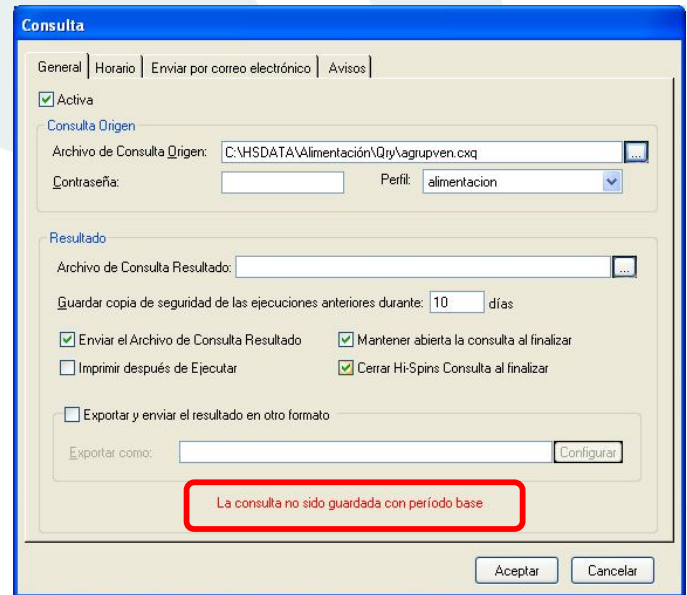 Consulta
General Horario Enviar por correo electrónico Avisos
Activa
Consulta Origen
Archivo de Consulta Origen: C:\HSDATA\Alimentación\Qry\agrupven.cxq ...
Contraseña: Perfil: alimentacion
Resultado
Archivo de Consulta Resultado: ...
Guardar copia de seguridad de las ejecuciones anteriores durante: 10 días
Enviar el Archivo de Consulta Resultado Mantener abierta la consulta al finalizar
Imprimir después de Ejecutar Cerrar Hi-Spins Consulta al finalizar
Exportar y enviar el resultado en otro formato
Exportar como: Configurar
La consulta no sido guardada con período base
Aceptar Cancelar